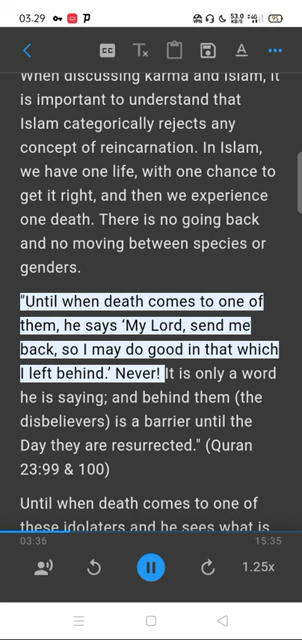 03.29
53.0
KB/s
4G
95
CC
A
When discussing karma and Islam, it
is important to understand that
Islam categorically rejects any
concept of reincarnation. In Islam,
we have one life, with one chance to
get it right, and then we experience
one death. There is no going back
and no moving between species or
genders.
"Until when death comes to one of
them, he says ‘My Lord, send me
back, so I may do good in that which
I left behind.’ Never! It is only a word
he is saying; and behind them (the
disbelievers) is a barrier until the
Day they are resurrected." (Quran
23:99 & 100)
Until when death comes to one of
these idolaters and he sees what is
03:36
15:35
1.25x